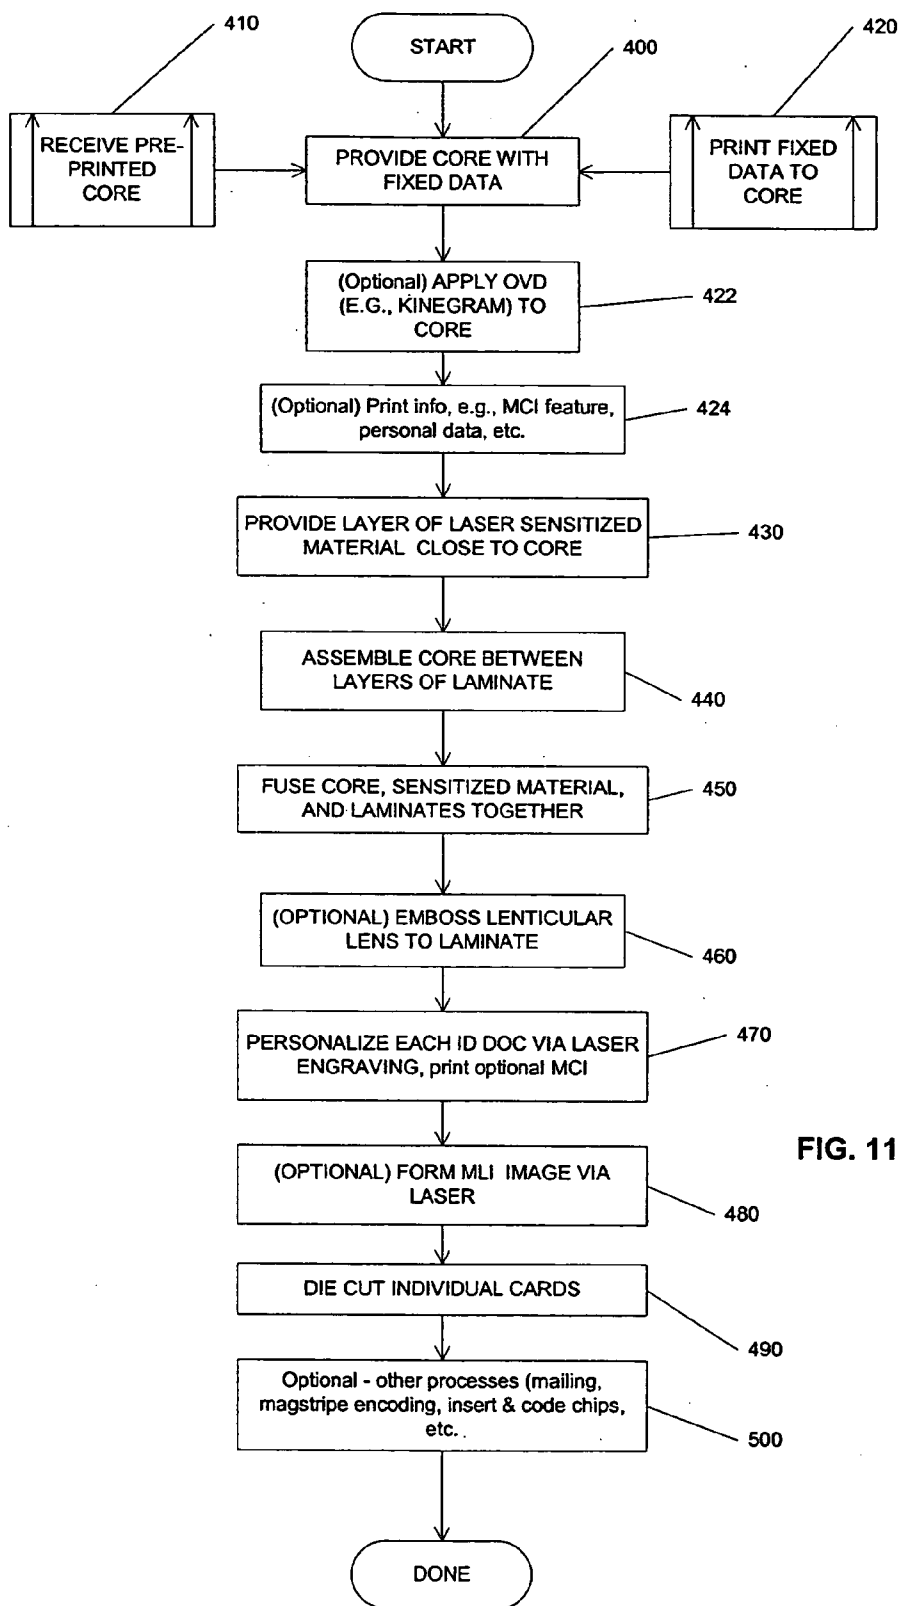 410
START
420
400
RECEIVE PRE-
PRINTED
CORE
PROVIDE CORE WITH
FIXED DATA
PRINT FIXED
DATA TO
CORE
(Optional) APPLY OVD
(E.G., KINEGRAM) TO
CORE
422
(Optional) Print info, e.g., MCI feature,
personal data, etc.
424
PROVIDE LAYER OF LASER SENSITIZED
MATERIAL CLOSE TO CORE
430
ASSEMBLE CORE BETWEEN
LAYERS OF LAMINATE
440
FUSE CORE, SENSITIZED MATERIAL,
AND LAMINATES TOGETHER
450
(OPTIONAL) EMBOSS LENTICULAR
LENS TO LAMINATE
460
PERSONALIZE EACH ID DOC VIA LASER
ENGRAVING, print optional MCI
470
FIG. 11
(OPTIONAL) FORM MLI IMAGE VIA
LASER
480
DIE CUT INDIVIDUAL CARDS
490
Optional - other processes (mailing,
magstripe encoding, insert & code chips,
etc.
500
DONE